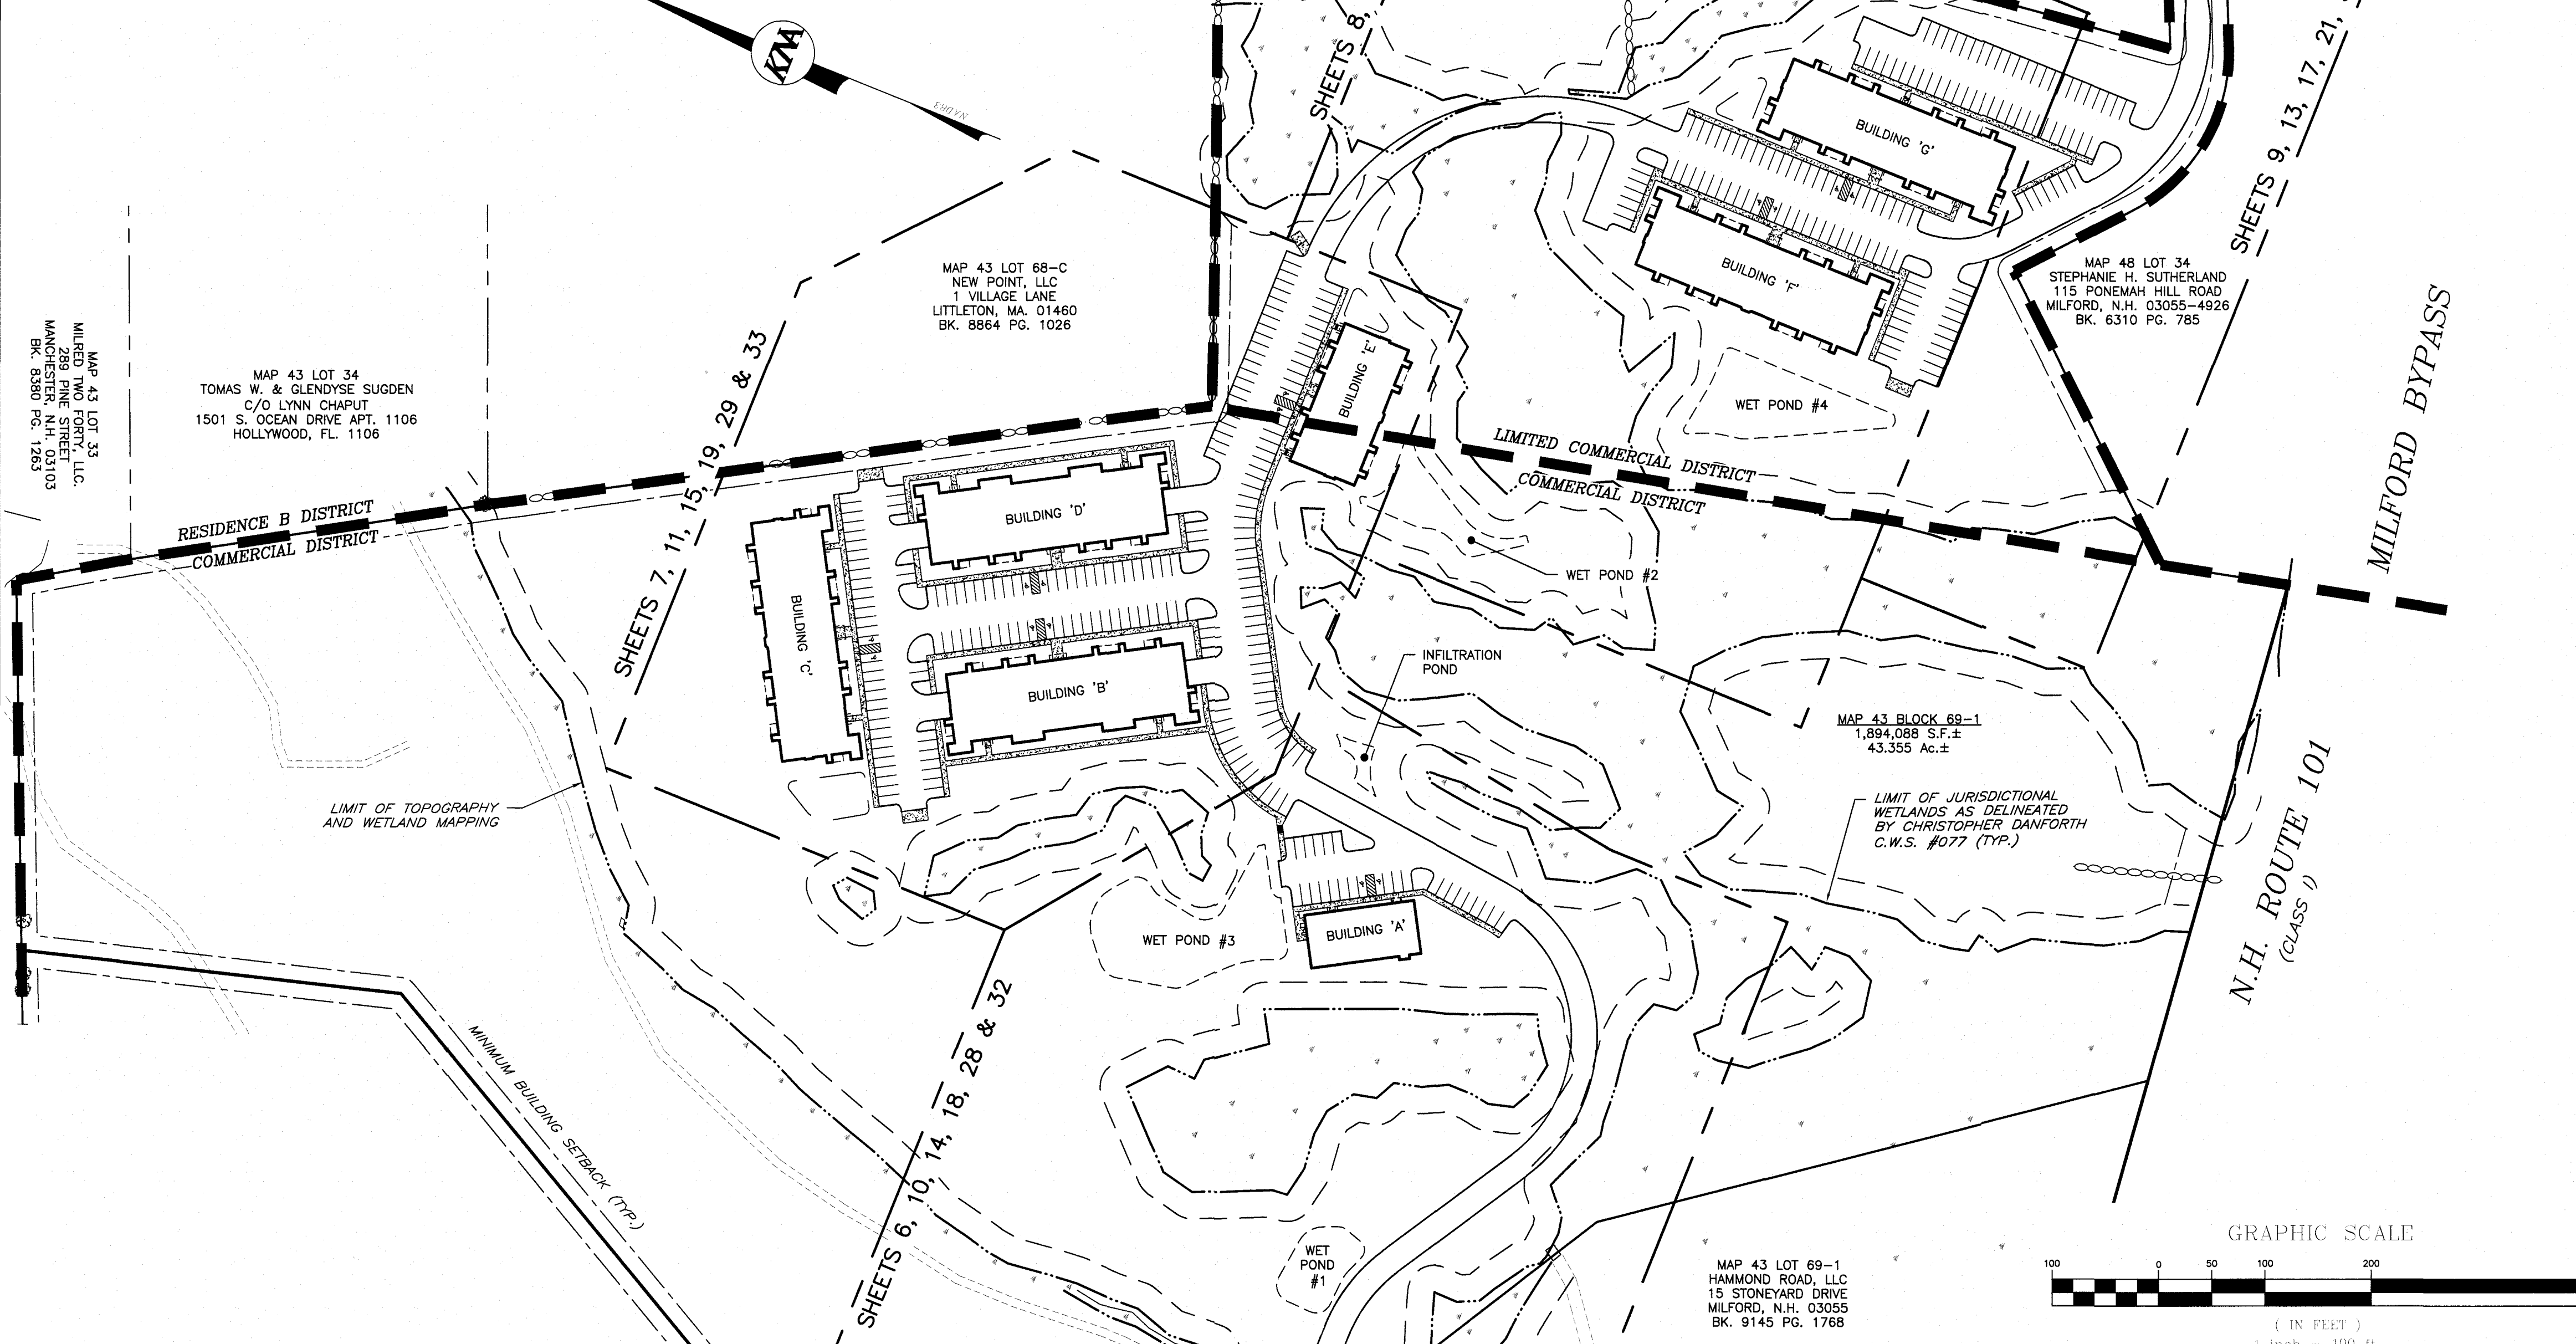 KNA
NAD83
SHEETS 8,
SHEETS 9, 13, 17, 21,
BUILDING 'G'
BUILDING 'F'
MAP 48 LOT 34
STEPHANIE H. SUTHERLAND
115 PONEMAH HILL ROAD
MILFORD, N.H. 03055-4926
BK. 6310 PG. 785
MILFORD BYPASS
MAP 43 LOT 68-C
NEW POINT, LLC
1 VILLAGE LANE
LITTLETON, MA. 01460
BK. 8864 PG. 1026
MAP 43 LOT 33
MILRED TWO FORTY, LLC.
289 PINE STREET
MANCHESTER, N.H. 03103
BK. 8380 PG. 1263
MAP 43 LOT 34
TOMAS W. & GLENDYSE SUGDEN
C/O LYNN CHAPUT
1501 S. OCEAN DRIVE APT. 1106
HOLLYWOOD, FL. 1106
SHEETS 7, 11, 15, 19, 29 & 33
BUILDING 'E'
WET POND #4
LIMITED COMMERCIAL DISTRICT
COMMERCIAL DISTRICT
RESIDENCE B DISTRICT
COMMERCIAL DISTRICT
BUILDING 'D'
BUILDING 'C'
BUILDING 'B'
WET POND #2
INFILTRATION
POND
MAP 43 BLOCK 69-1
1,894,088 S.F.±
43.355 Ac.±
LIMIT OF TOPOGRAPHY
AND WETLAND MAPPING
LIMIT OF JURISDICTIONAL
WETLANDS AS DELINEATED
BY CHRISTOPHER DANFORTH
C.W.S. #077 (TYP.)
N.H. ROUTE 101
(CLASS I)
WET POND #3
BUILDING 'A'
MINIMUM BUILDING SETBACK (TYP.)
SHEETS 6, 10, 14, 18, 28 & 32
WET
POND
#1
MAP 43 LOT 69-1
HAMMOND ROAD, LLC
15 STONEYARD DRIVE
MILFORD, N.H. 03055
BK. 9145 PG. 1768
GRAPHIC SCALE
100 0 50 100 200
( IN FEET )
1 inch = 100 ft.